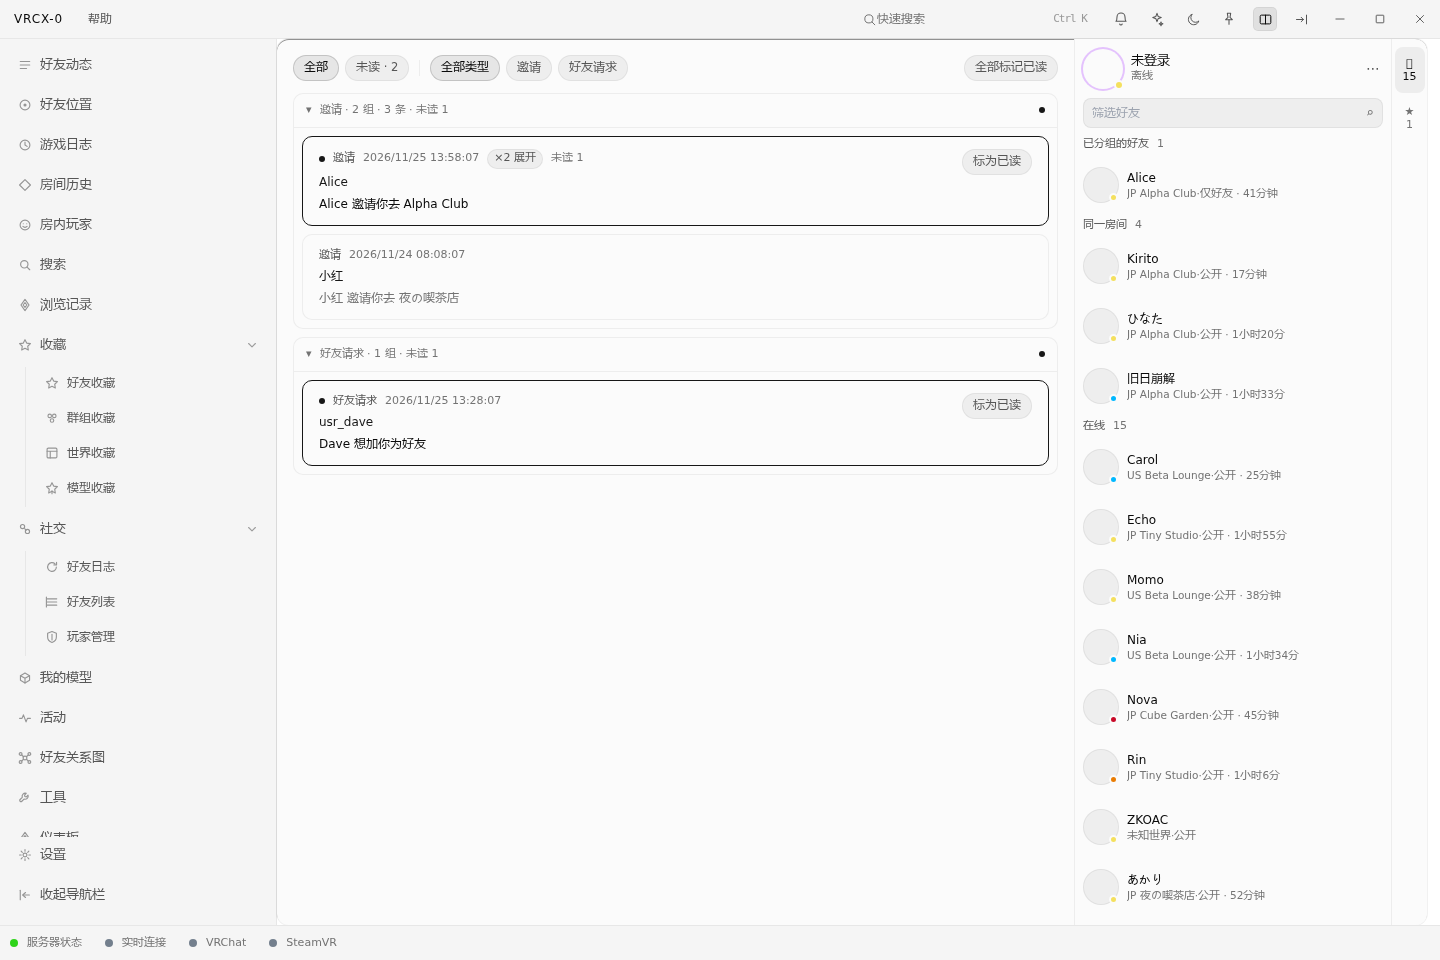 VRCX-0 帮助 快速搜索 Ctrl K
好友动态
好友位置
游戏日志
房间历史
房内玩家
搜索
浏览记录
收藏
好友收藏
群组收藏
世界收藏
模型收藏
社交
好友日志
好友列表
玩家管理
我的模型
活动
好友关系图
工具
仪表板
设置
收起导航栏
全部 未读 · 2 全部类型 邀请 好友请求 全部标记已读
▾ 邀请 · 2 组 · 3 条 · 未读 1
邀请 2026/11/25 13:58:07 ×2 展开 未读 1 标为已读
Alice
Alice 邀请你去 Alpha Club
邀请 2026/11/24 08:08:07
小红
小红 邀请你去 夜の喫茶店
▾ 好友请求 · 1 组 · 未读 1
好友请求 2026/11/25 13:28:07 标为已读
usr_dave
Dave 想加你为好友
未登录
离线
筛选好友
已分组的好友 1
Alice
JP Alpha Club·仅好友 · 41分钟
同一房间 4
Kirito
JP Alpha Club·公开 · 17分钟
ひなた
JP Alpha Club·公开 · 1小时20分
旧日崩解
JP Alpha Club·公开 · 1小时33分
在线 15
Carol
US Beta Lounge·公开 · 25分钟
Echo
JP Tiny Studio·公开 · 1小时55分
Momo
US Beta Lounge·公开 · 38分钟
Nia
US Beta Lounge·公开 · 1小时34分
Nova
JP Cube Garden·公开 · 45分钟
Rin
JP Tiny Studio·公开 · 1小时6分
ZKOAC
未知世界·公开
あかり
JP 夜の喫茶店·公开 · 52分钟
15
★
1
服务器状态 实时连接 VRChat SteamVR